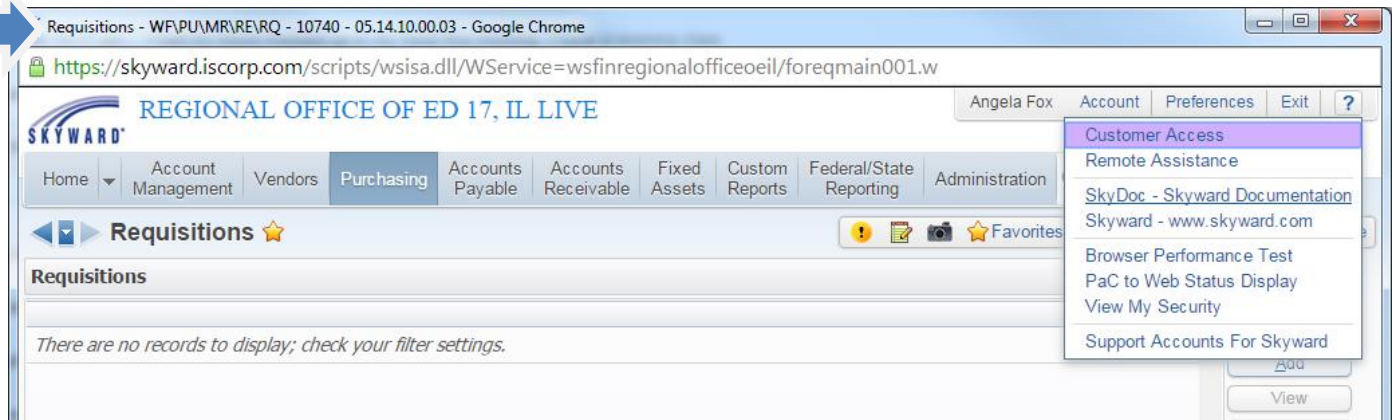 Requisitions - WF\PU\MR\RE\RQ - 10740 - 05.14.10.00.03 - Google Chrome
https://skyward.iscorp.com/scripts/wsisa.dll/WService=wsfinregionalofficeoeil/foreqmain001.w
SKYWARD
REGIONAL OFFICE OF ED 17, IL LIVE
Angela Fox Account Preferences Exit ?
Home Account Management Vendors Purchasing Accounts Payable Accounts Receivable Fixed Assets Custom Reports Federal/State Reporting Administration
Customer Access
Remote Assistance
SkyDoc - Skyward Documentation
Skyward - www.skyward.com
Browser Performance Test
PaC to Web Status Display
View My Security
Support Accounts For Skyward
Requisitions
Favorites
Requisitions
There are no records to display; check your filter settings.
Add
View